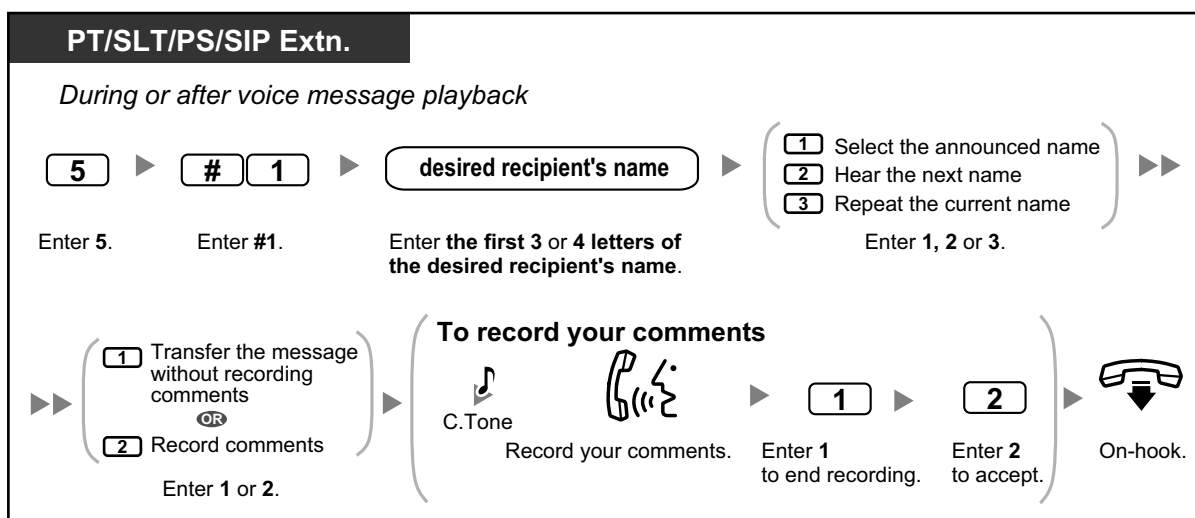 PT/SLT/PS/SIP Extn.
During or after voice message playback
5
# 1
desired recipient's name
1 Select the announced name
2 Hear the next name
3 Repeat the current name
Enter 5.
Enter #1.
Enter the first 3 or 4 letters of
the desired recipient's name.
Enter 1, 2 or 3.
1 Transfer the message
without recording
comments
OR
2 Record comments
Enter 1 or 2.
To record your comments
C.Tone
Record your comments.
1
Enter 1
to end recording.
2
Enter 2
to accept.
On-hook.